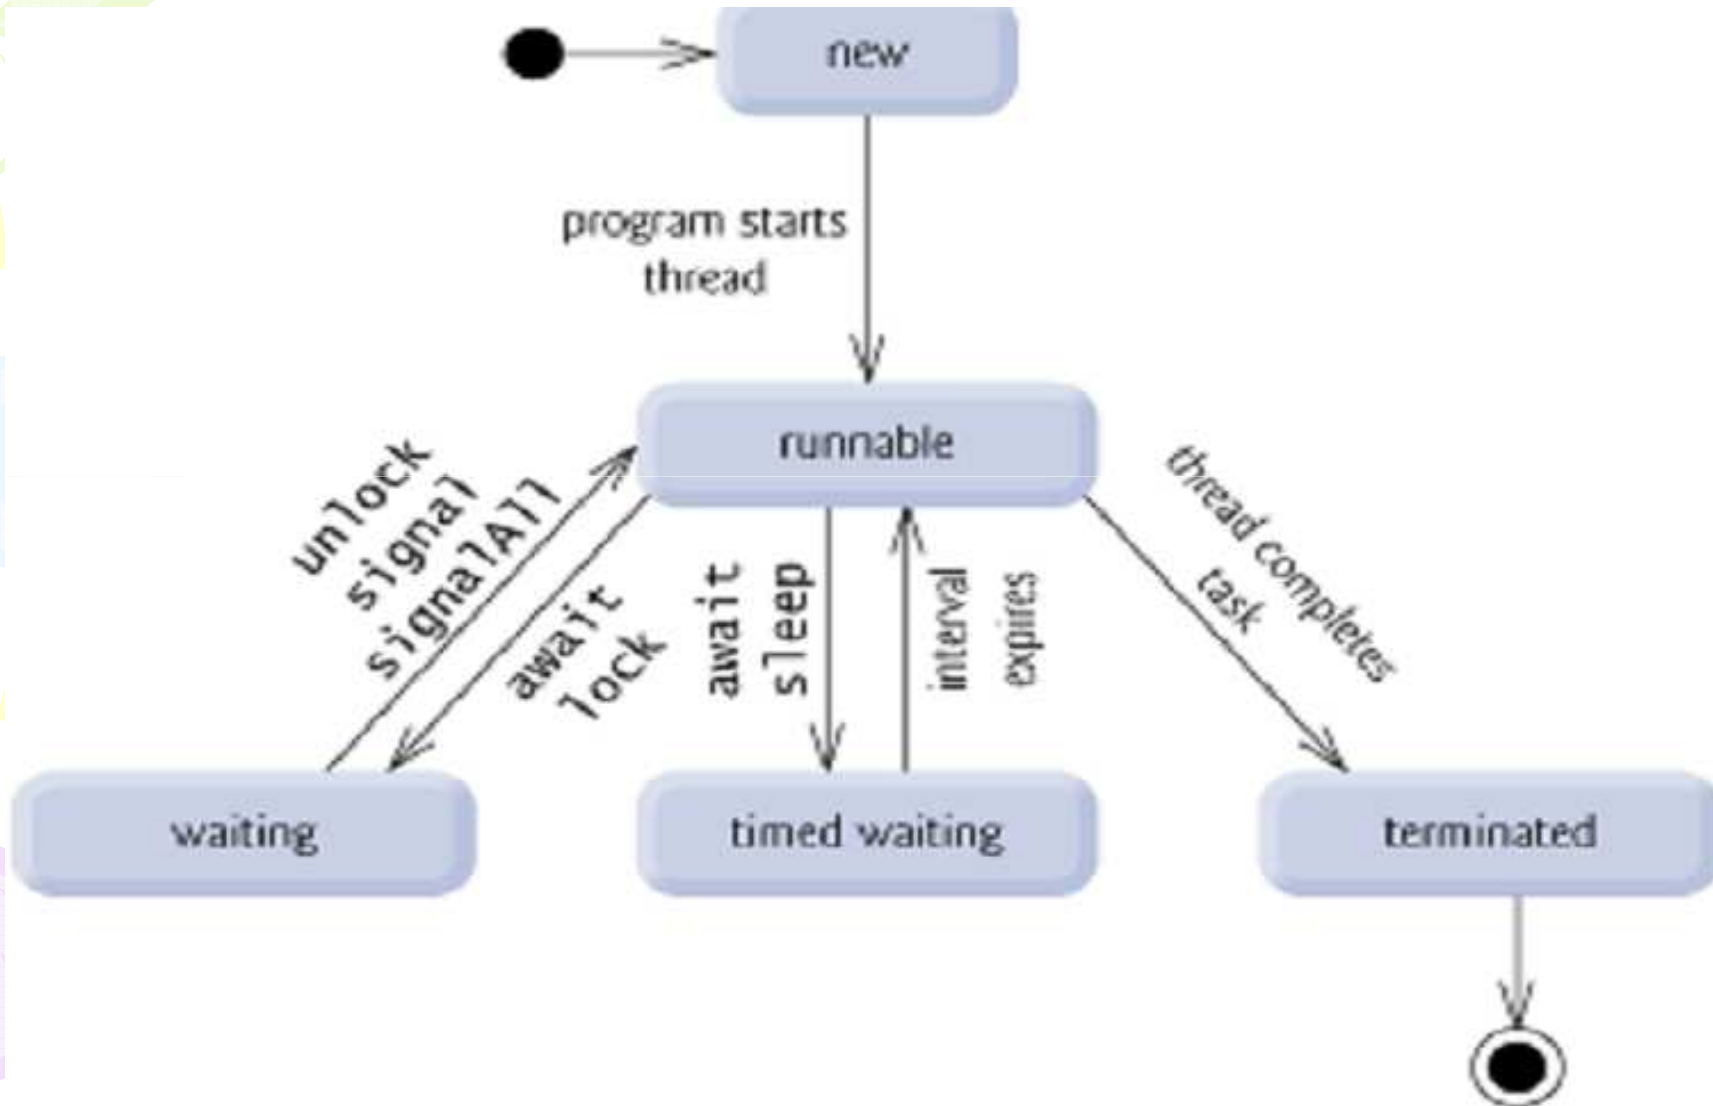 new
program starts
thread
runnable
unlock
signal
signalAll
await
lock
await
sleep
interval
expires
thread completes
task
waiting
timed waiting
terminated